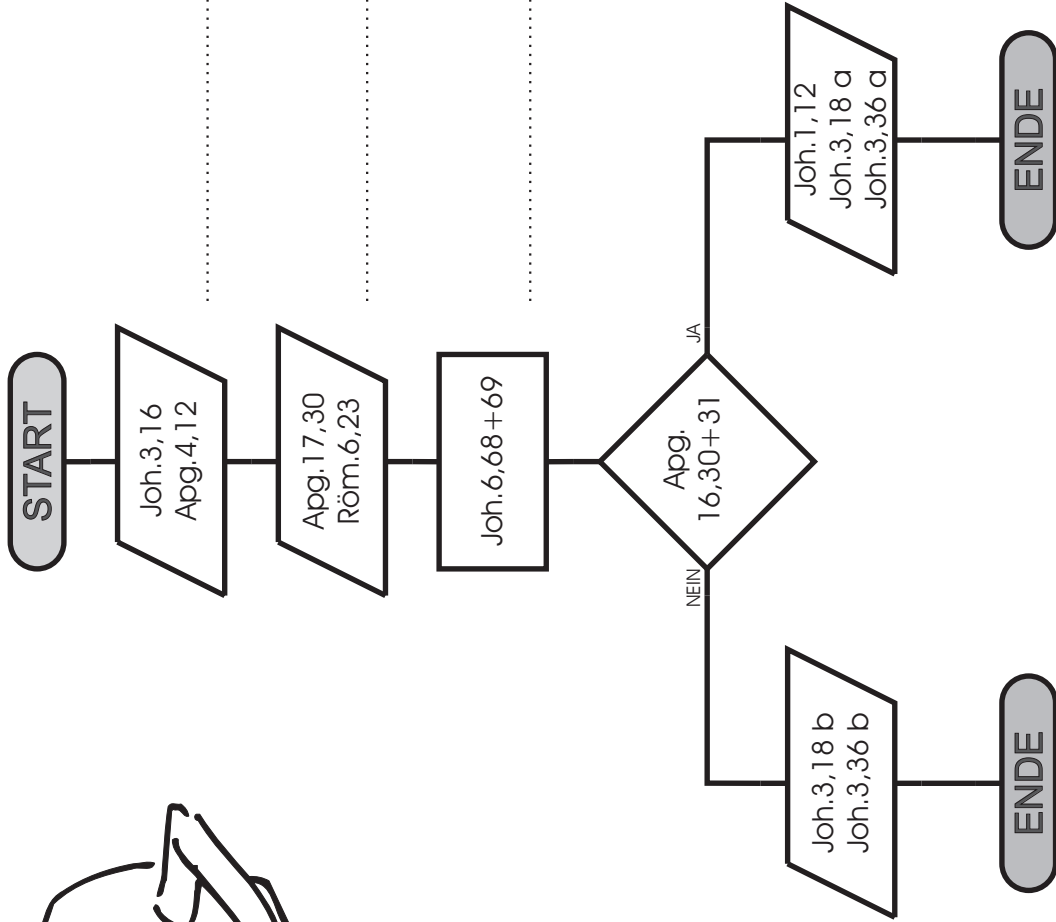 START
Joh.3,16
Apg.4,12
Apg.17,30
Röm.6,23
Joh.6,68+69
Apg.
16,30+31
NEIN
JA
Joh.3,18 b
Joh.3,36 b
Joh.1,12
Joh.3,18 a
Joh.3,36 a
ENDE
ENDE